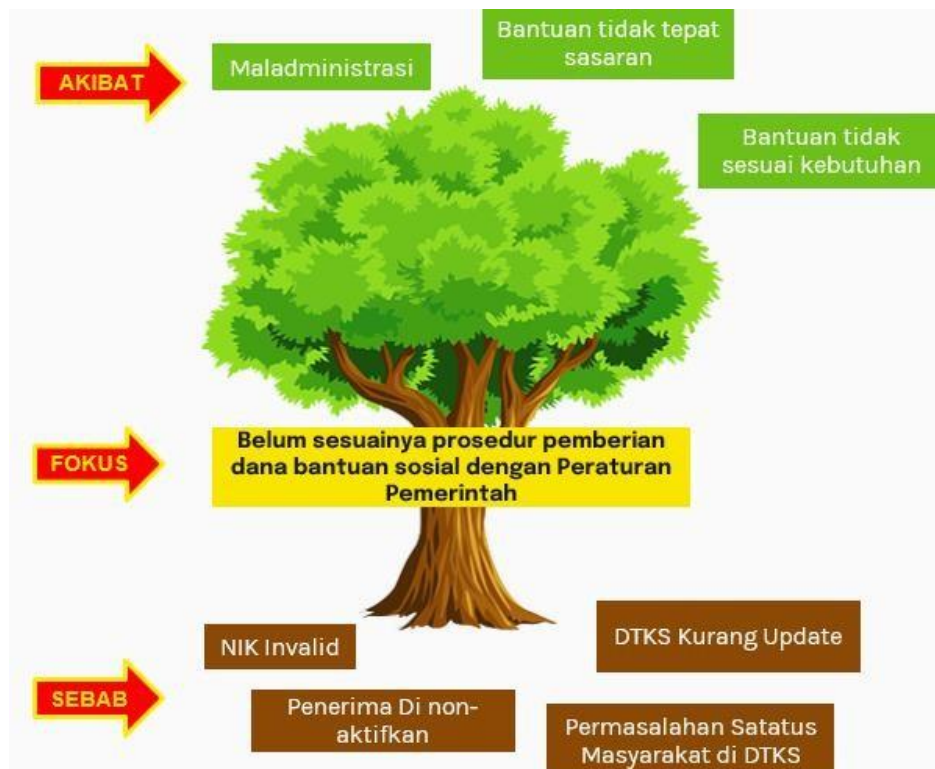 AKIBAT
Maladministrasi
Bantuan tidak tepat
sasaran
Bantuan tidak
sesuai kebutuhan
FOKUS
Belum sesuainya prosedur pemberian
dana bantuan sosial dengan Peraturan
Pemerintah
SEBAB
NIK Invalid
DTKS Kurang Update
Penerima Di non-
aktifkan
Permasalahan Satatus
Masyarakat di DTKS